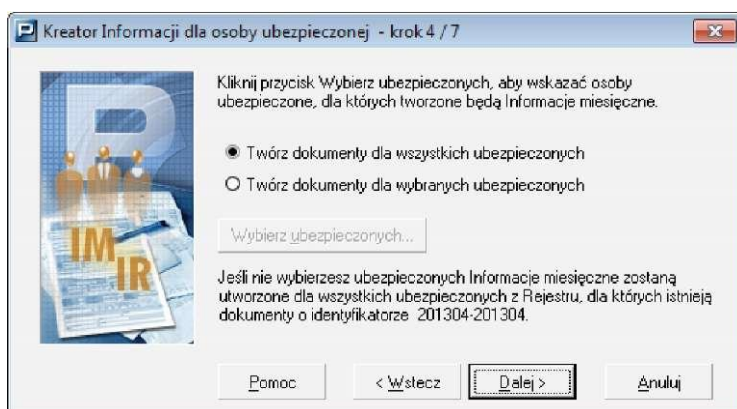 Kreator Informacji dla osoby ubezpieczonej - krok 4 / 7
Kliknij przycisk Wybierz ubezpieczonych, aby wskazać osoby
ubezpieczone, dla których tworzone będą Informacje miesięczne.
Twórz dokumenty dla wszystkich ubezpieczonych
Twórz dokumenty dla wybranych ubezpieczonych
Wybierz ubezpieczonych...
IM
IR
Jeśli nie wybierzesz ubezpieczonych Informacje miesięczne zostaną
utworzone dla wszystkich ubezpieczonych z Rejestru, dla których istnieją
dokumenty o identyfikatorze 201304-201304.
Pomoc
< Wstecz
Dalej >
Anuluj